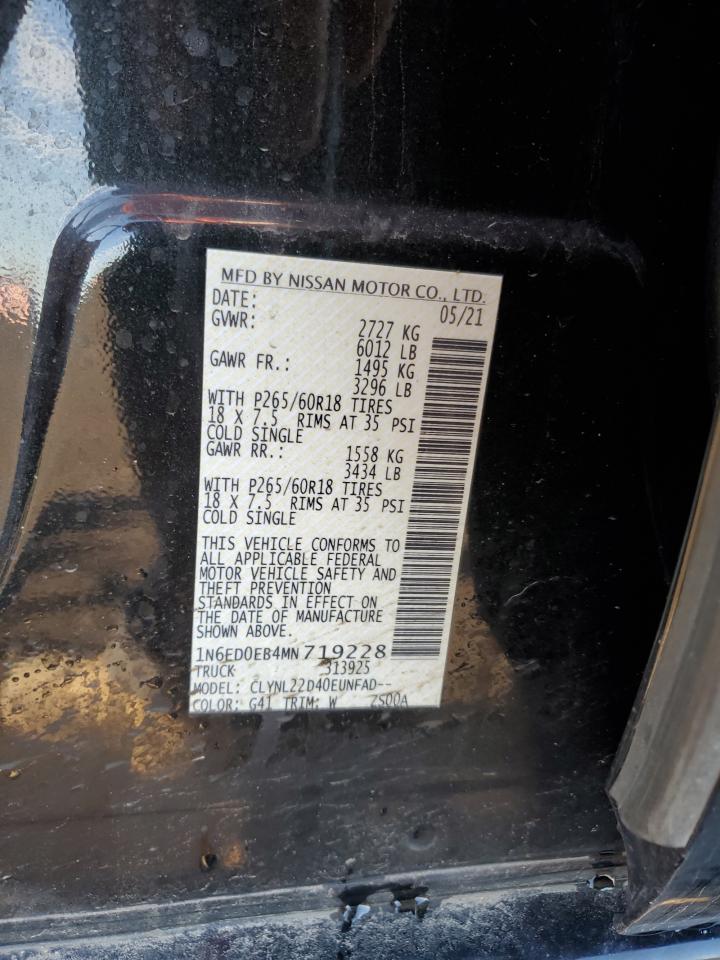 MFD BY NISSAN MOTOR CO., LTD.
DATE: 05/21
GVWR: 2727 KG
6012 LB
GAWR FR.: 1495 KG
3296 LB
WITH P265/60R18 TIRES
18 X 7.5 RIMS AT 35 PSI
COLD SINGLE
GAWR RR.: 1558 KG
3434 LB
WITH P265/60R18 TIRES
18 X 7.5 RIMS AT 35 PSI
COLD SINGLE
THIS VEHICLE CONFORMS TO
ALL APPLICABLE FEDERAL
MOTOR VEHICLE SAFETY AND
THEFT PREVENTION
STANDARDS IN EFFECT ON
THE DATE OF MANUFACTURE
SHOWN ABOVE.
1N6ED0EB4MN719228
TRUCK 313925
MODEL: CLYNL22D40EUNFAD--
COLOR: G41 TRIM: W ZS00A